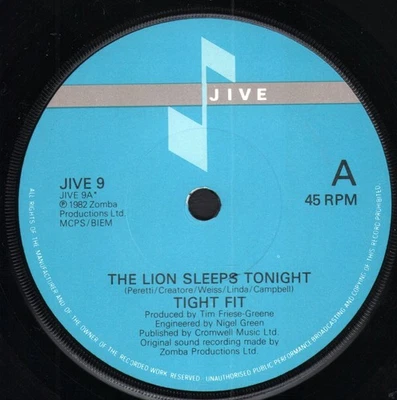 JIVE
JIVE 9
JIVE 9A*
℗ 1982 Zomba
Productions Ltd.
MCPS/BIEM
A
45 RPM
THE LION SLEEPS TONIGHT
(Peretti/Creatore/Weiss/Linda/Campbell)
TIGHT FIT
Produced by Tim Friese-Greene
Engineered by Nigel Green
Published by Cromwell Music Ltd.
Original sound recording made by
Zomba Productions Ltd.
ALL RIGHTS OF THE MANUFACTURER AND OF THE OWNER OF THE RECORDED WORK RESERVED - UNAUTHORISED PUBLIC PERFORMANCE BROADCASTING AND COPYING OF THIS RECORD PROHIBITED